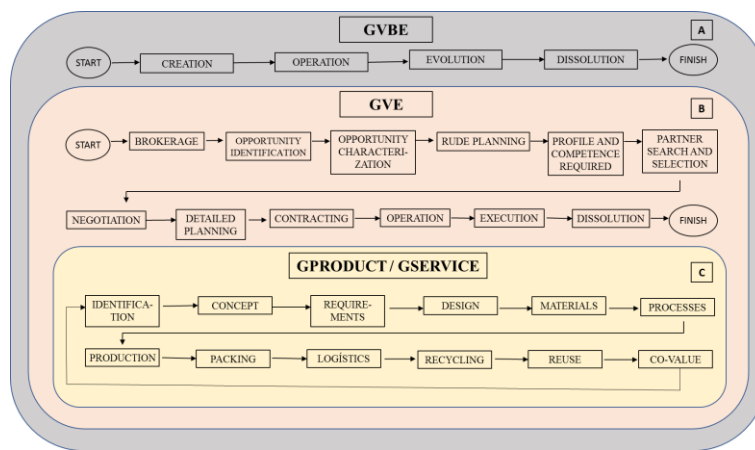 GVBE
A
START
CREATION
OPERATION
EVOLUTION
DISSOLUTION
FINISH
GVE
B
START
BROKERAGE
OPPORTUNITY
IDENTIFICATION
OPPORTUNITY
CHARACTERI-
ZATION
RUDE PLANNING
PROFILE AND
COMPETENCE
REQUIRED
PARTNER
SEARCH AND
SELECTION
NEGOTIATION
DETAILED
PLANNING
CONTRACTING
OPERATION
EXECUTION
DISSOLUTION
FINISH
GPRODUCT / GSERVICE
C
IDENTIFICA-
TION
CONCEPT
REQUIRE-
MENTS
DESIGN
MATERIALS
PROCESSES
PRODUCTION
PACKING
LOGÍSTICS
RECYCLING
REUSE
CO-VALUE